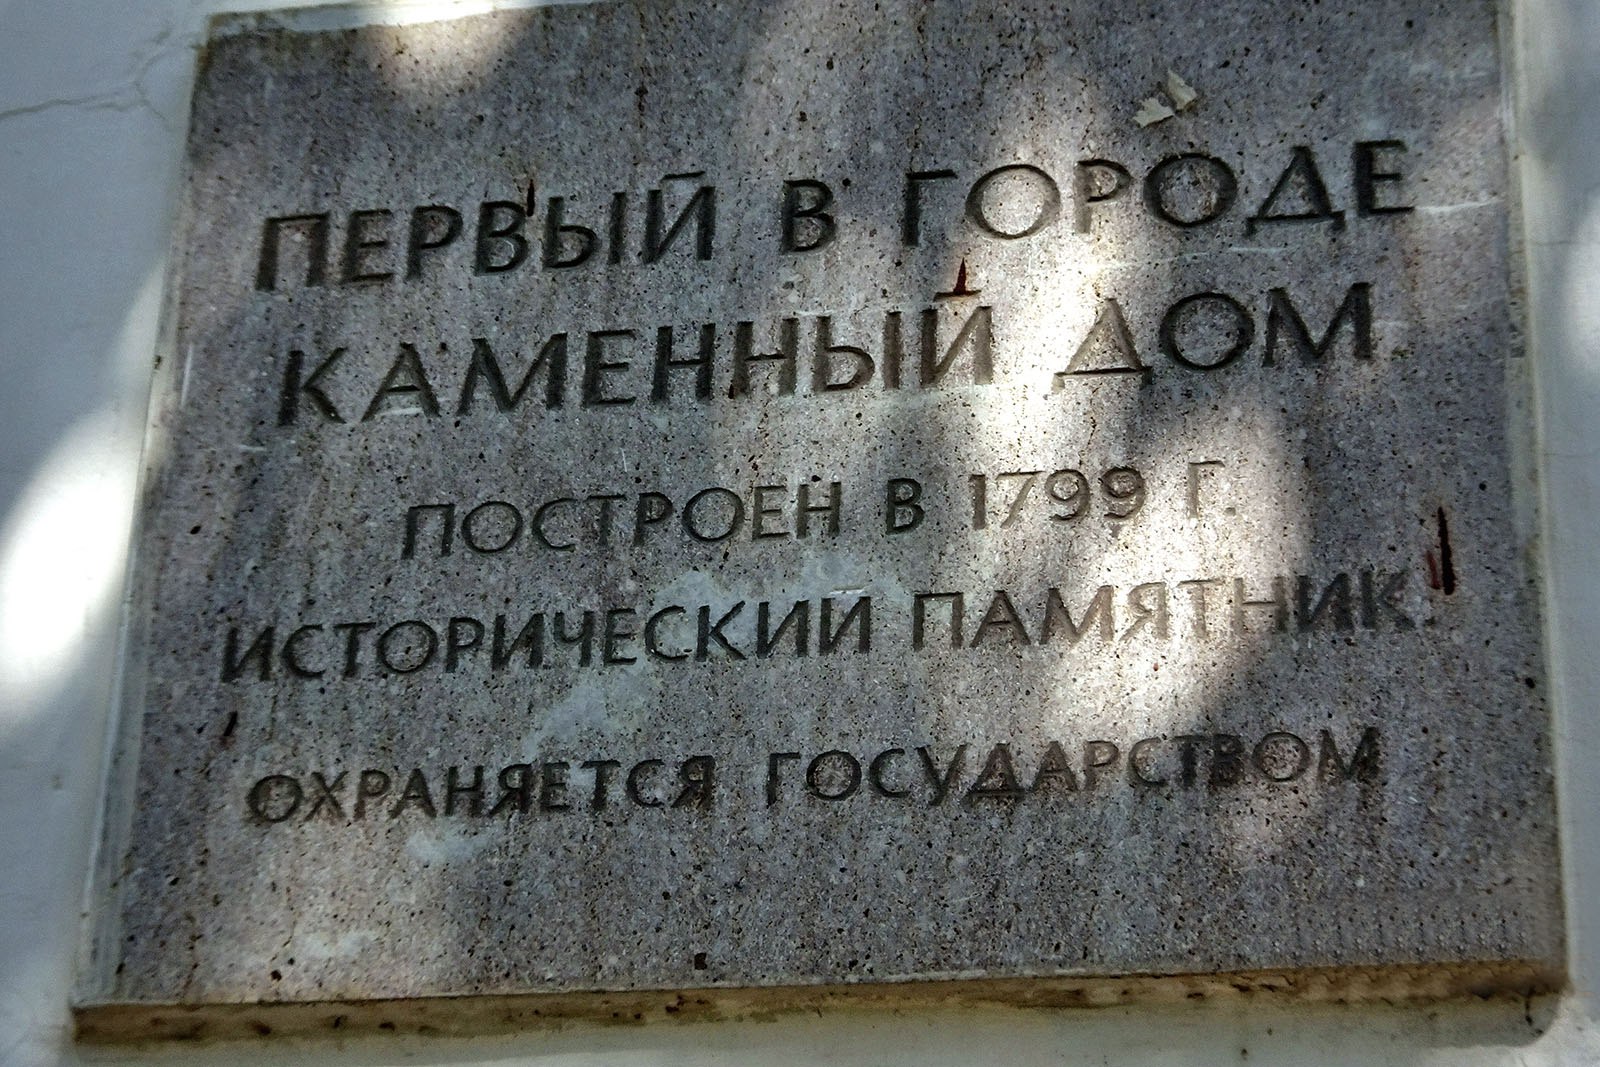 ПЕРВЫЙ В ГОРОДЕ
КАМЕННЫЙ ДОМ
ПОСТРОЕН В 1799 Г.
ИСТОРИЧЕСКИЙ ПАМЯТНИК.
ОХРАНЯЕТСЯ ГОСУДАРСТВОМ